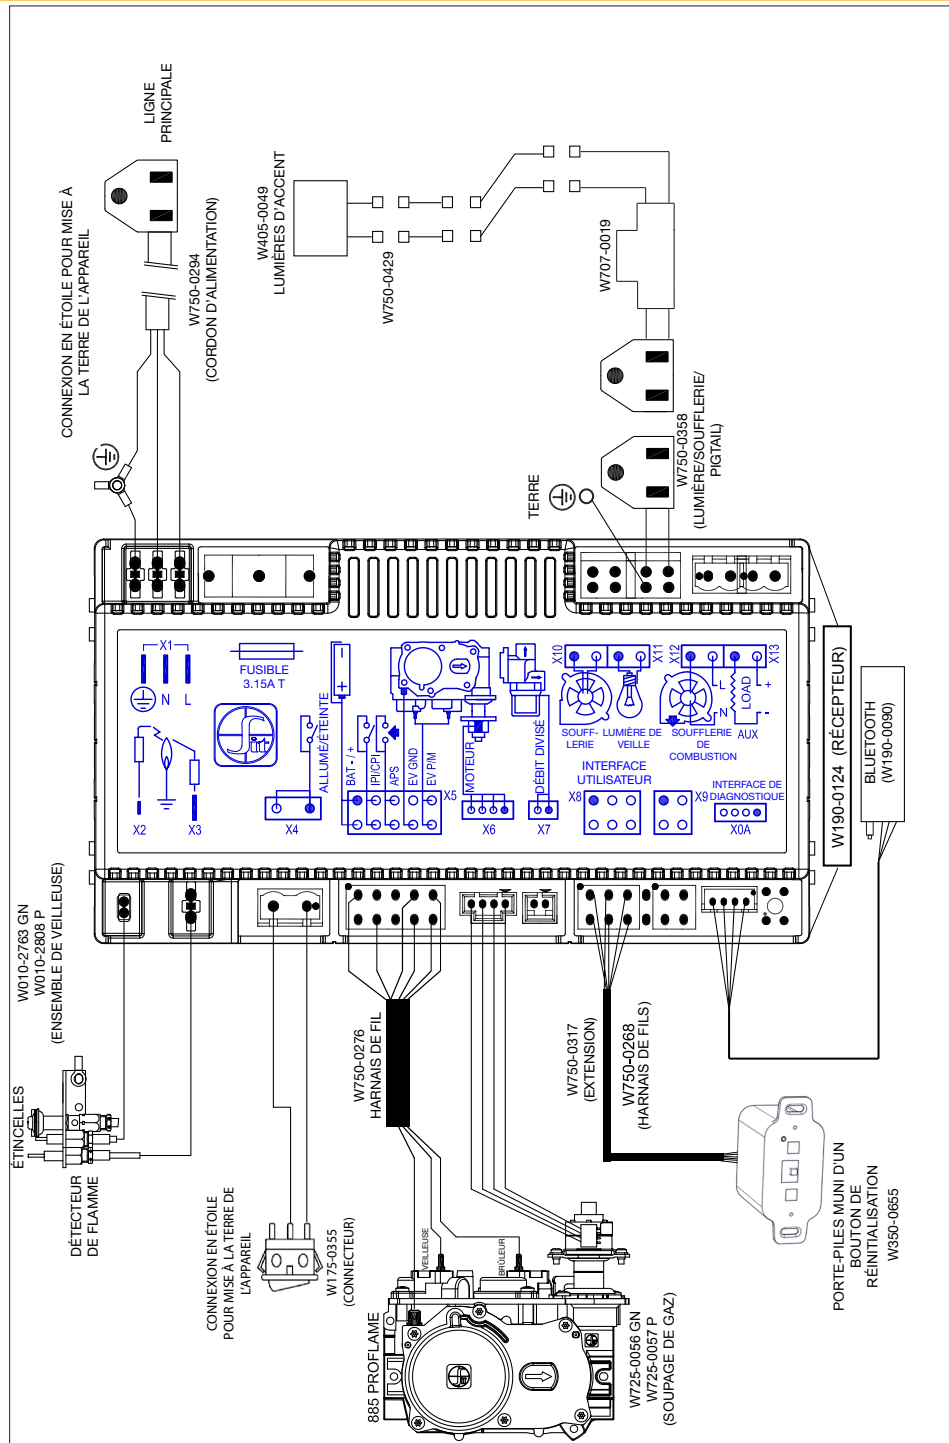 LIGNE
PRINCIPALE
CONNEXION EN ÉTOILE POUR MISE À
LA TERRE DE L'APPAREIL
W750-0294
(CORDON D'ALIMENTATION)
W405-0049
LUMIÈRES D'ACCENT
W750-0429
W707-0019
W750-0358
(LUMIÈRE/SOUFFLERIE/
PIGTAIL)
TERRE
X1
N
L
X2
X3
FUSIBLE
3.15A T
Sit
ALLUMÉ/ÉTEINTE
X4
BAT - / +
IPI/CPI
APS
EV GND
EV P/M
X5
MOTEUR
X6
DÉBIT DIVISÉ
X7
X10
X11
X12
X13
SOUFF-
LERIE
LUMIÈRE DE
VEILLE
SOUFFLERIE
DE
COMBUSTION
L
N
LOAD
+
-
AUX
INTERFACE
UTILISATEUR
X8
X9
INTERFACE DE
DIAGNOSTIQUE
X0A
W190-0124 (RÉCEPTEUR)
BLUETOOTH
(W190-0090)
W010-2763 GN
W010-2808 P
(ENSEMBLE DE VEILLEUSE)
ÉTINCELLES
DÉTECTEUR
DE FLAMME
CONNEXION EN ÉTOILE
POUR MISE À LA TERRE DE
L'APPAREIL
W175-0355
(CONNECTEUR)
W750-0276
HARNAIS DE FIL
VEILLEUSE
BRÛLEUR
885 PROFLAME
W725-0056 GN
W725-0057 P
(SOUPAGE DE GAZ)
W750-0317
(EXTENSION)
W750-0268
(HARNAIS DE FILS)
PORTE-PILES MUNI D'UN
BOUTON DE
RÉINITIALISATION
W350-0655